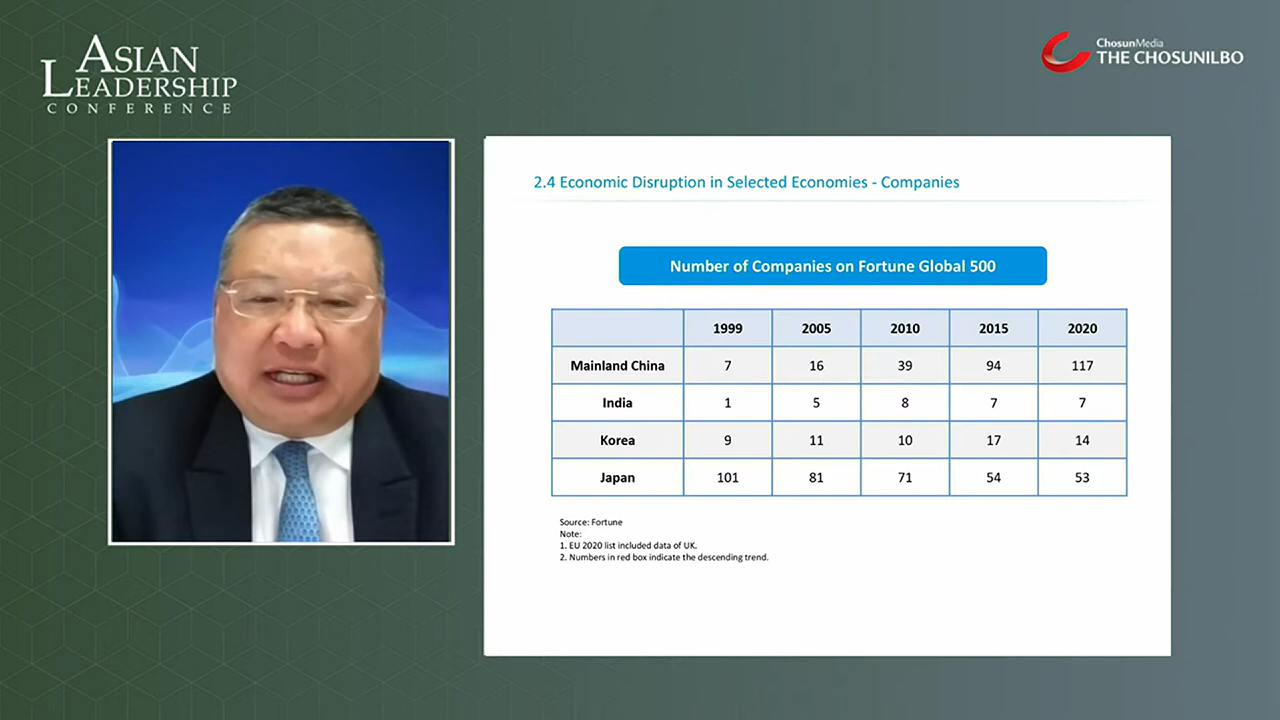 ASIAN
LEADERSHIP
CONFERENCE
ChosunMedia
THE CHOSUNILBO
2.4 Economic Disruption in Selected Economies - Companies
Number of Companies on Fortune Global 500
1999 2005 2010 2015 2020
Mainland China 7 16 39 94 117
India 1 5 8 7 7
Korea 9 11 10 17 14
Japan 101 81 71 54 53
Source: Fortune
Note:
1. EU 2020 list included data of UK.
2. Numbers in red box indicate the descending trend.